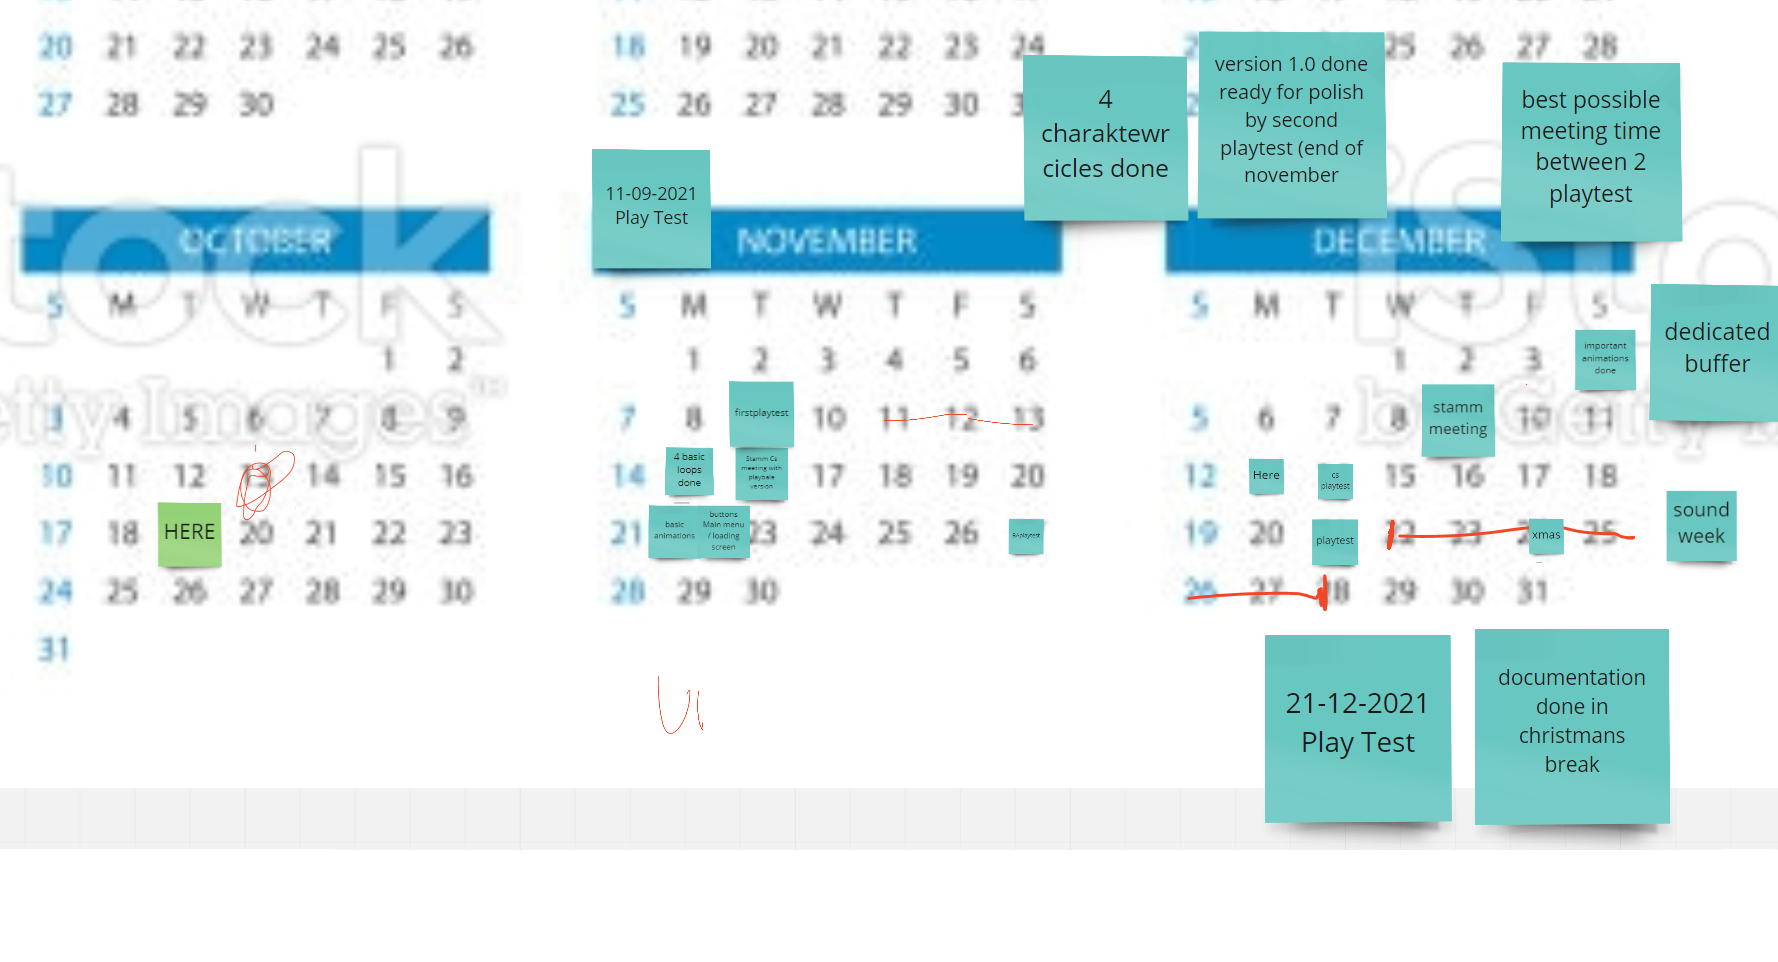 20 21 22 23 24 25 26
27 28 29 30
18 19 20 21 22 23 24
25 26 27 28 29 30
25 26 27 28
4
charaktewr
cicles done
version 1.0 done
ready for polish
by second
playtest (end of
november
best possible
meeting time
between 2
playtest
11-09-2021
Play Test
OCTOBER
S M T W T F S
1 2
3 4 5 6 7 8 9
10 11 12 13 14 15 16
17 18 HERE 20 21 22 23
24 25 26 27 28 29 30
31
NOVEMBER
S M T W T F S
1 2 3 4 5 6
7 8 firstplaytest 10 11 12 13
14
4 basic
loops
done
Stamm Cs
meeting with
playbale
version
17 18 19 20
21
basic
animations
buttons
Main menu
/ loading
screen
23 24 25 26
28 29 30
UI
DECEMBER
S M T W T F S
1 2 3
important
animations
done
dedicated
buffer
5 6 7 8
stamm
meeting
10 11
12
Here
cs
playtest
15 16 17 18
19 20 playtest 22 23 xmas 25
sound
week
26 27 28 29 30 31
21-12-2021
Play Test
documentation
done in
christmans
break
tock
etty Images™
iStock
by Getty